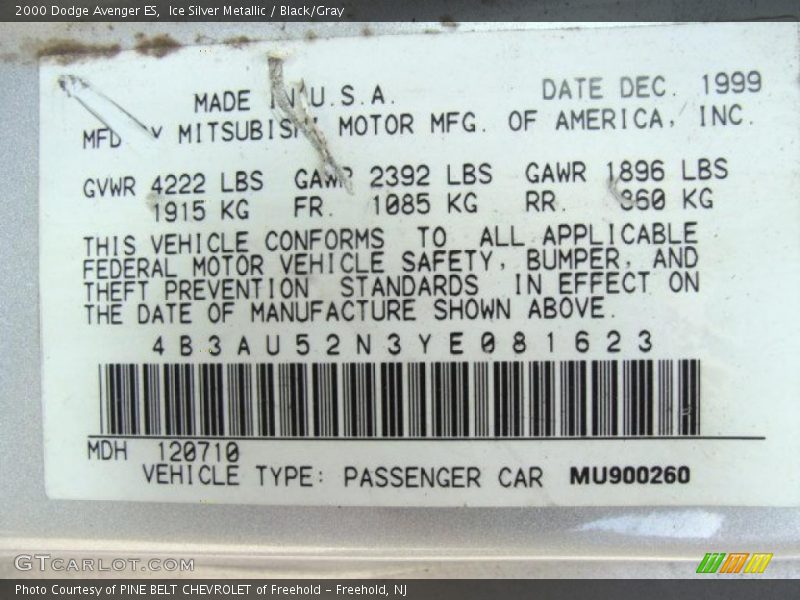 2000 Dodge Avenger ES, Ice Silver Metallic / Black/Gray
MADE IN U.S.A. DATE DEC. 1999
MFD BY MITSUBISHI MOTOR MFG. OF AMERICA, INC.
GVWR 4222 LBS GAWR 2392 LBS GAWR 1896 LBS
1915 KG FR. 1085 KG RR. 860 KG
THIS VEHICLE CONFORMS TO ALL APPLICABLE
FEDERAL MOTOR VEHICLE SAFETY, BUMPER, AND
THEFT PREVENTION STANDARDS IN EFFECT ON
THE DATE OF MANUFACTURE SHOWN ABOVE.
4B3AU52N3YE081623
MDH 120710
VEHICLE TYPE: PASSENGER CAR MU900260
GTCARLOT.COM
Photo Courtesy of PINE BELT CHEVROLET of Freehold - Freehold, NJ